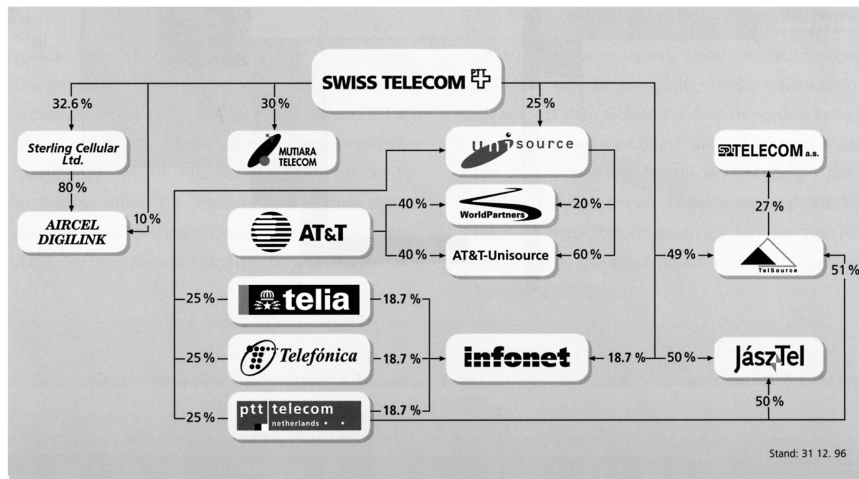 SWISS TELECOM PTT
32.6 %
30 %
25 %
Sterling Cellular
Ltd.
MUTIARA
TELECOM
unisource
SPT TELECOM a.s.
80 %
10 %
AIRCEL
DIGILINK
AT&T
40 %
WorldPartners
20 %
27 %
40 %
AT&T-Unisource
60 %
49 %
TelSource
51 %
25 %
telia
18.7 %
25 %
Telefónica
18.7 %
infonet
18.7 %
50 %
JászTel
25 %
ptt telecom
netherlands
18.7 %
50 %
Stand: 31 12. 96